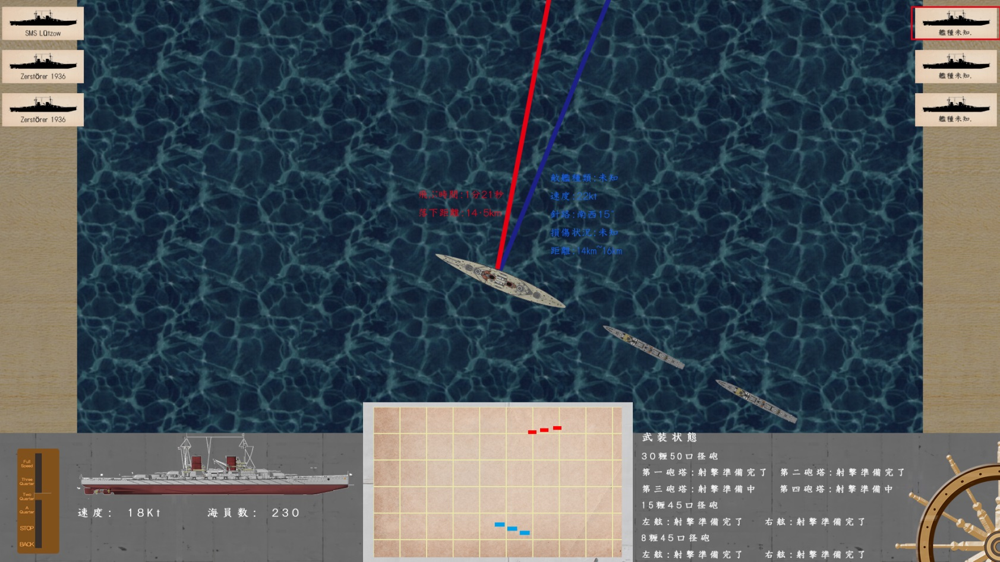 SMS Lützow
Zerstörer 1936
Zerstörer 1936
艦種未知.
艦種未知.
艦種未知.
飛ぶ時間:1分21秒
落下距離:14.5km
敵艦種類:未知
速度:22kt
針路:南西15°
損傷状況:未知
距離:14km~16km
Full Speed
Three Quarter
Two Quarter
A Quarter
STOP
BACK
速度: 18Kt 海員数: 230
武装状態
30糎50口径砲
第一砲塔:射撃準備完了 第二砲塔:射撃準備完了
第三砲塔:射撃準備中 第四砲塔:射撃準備中
15糎45口径砲
左舷:射撃準備完了 右舷:射撃準備完了
8糎45口径砲
左舷:射撃準備完了 右舷:射撃準備完了